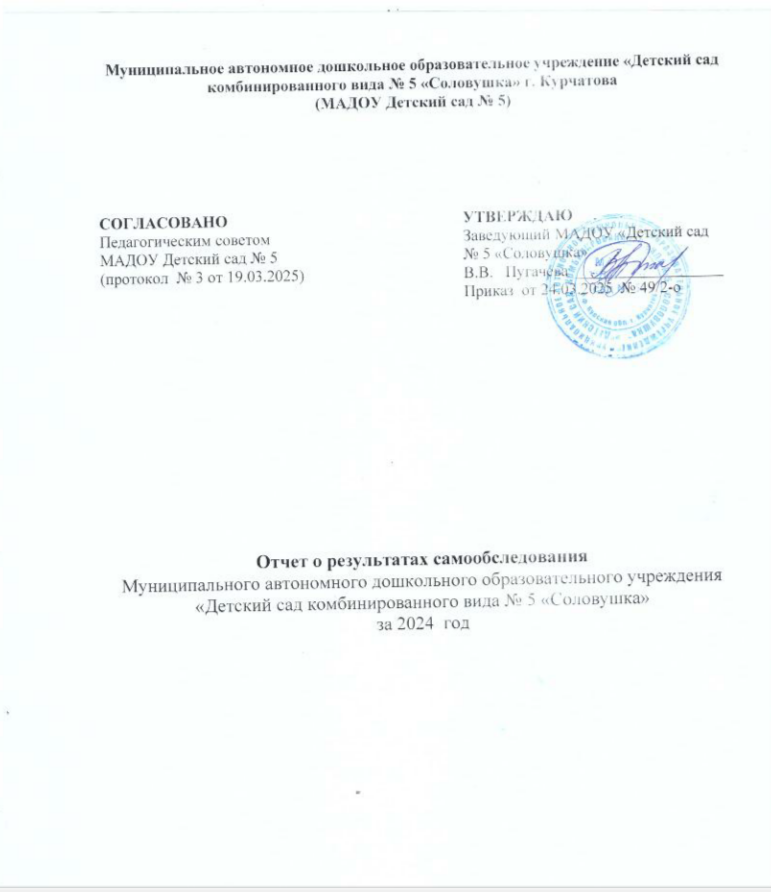 Муниципальное автономное дошкольное образовательное учреждение «Детский сад
комбинированного вида № 5 «Соловушка» г. Курчатова
(МАДОУ Детский сад № 5)
СОГЛАСОВАНО
Педагогическим советом
МАДОУ Детский сад № 5
(протокол № 3 от 19.03.2025)
УТВЕРЖДАЮ
Заведующий МАДОУ «Детский сад
№ 5 «Соловушка»
В.В. Пугачева
Приказ от 24.03.2025 № 49/2-о
Отчет о результатах самообследования
Муниципального автономного дошкольного образовательного учреждения
«Детский сад комбинированного вида № 5 «Соловушка»
за 2024 год